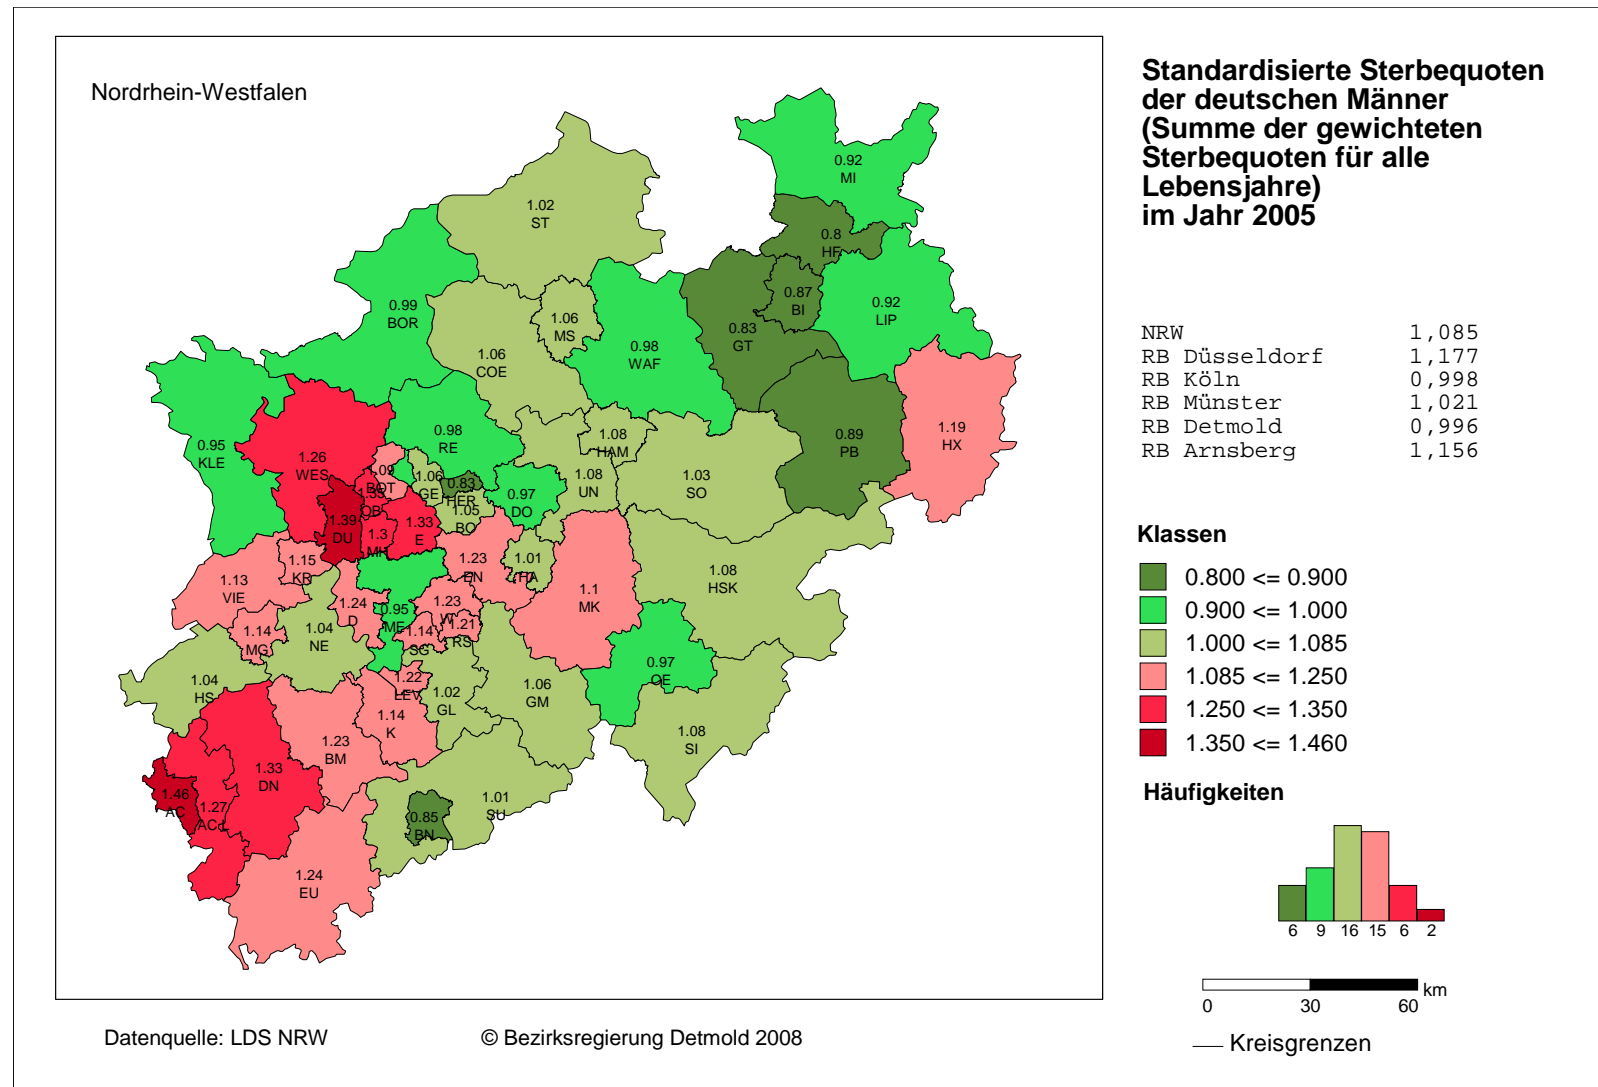 Nordrhein-Westfalen
Standardisierte Sterbequoten
der deutschen Männer
(Summe der gewichteten
Sterbequoten für alle
Lebensjahre)
im Jahr 2005
0.92
MI
1.02
ST
0.8
HF
0.87
BI
0.92
LIP
0.99
BOR
1.06
MS
0.83
GT
0.98
WAF
1.06
COE
NRW 1,085
RB Düsseldorf 1,177
RB Köln 0,998
RB Münster 1,021
RB Detmold 0,996
RB Arnsberg 1,156
0.95
KLE
1.26
WES
0.98
RE
1.08
HAM
0.89
PB
1.19
HX
1.09
BOT
1.06
GE
0.83
HER
0.97
DO
1.08
UN
1.03
SO
OB
1.39
DU
1.3
MH
1.33
E
1.05
BO
1.15
KR
1.23
EN
1.01
HA
1.08
HSK
1.13
VIE
1.1
MK
1.24
D
0.95
ME
1.23
W
1.14
SG
1.21
RS
1.14
MG
1.04
NE
1.04
HS
1.22
LEV
1.02
GL
1.06
GM
0.97
OE
1.14
K
1.23
BM
1.08
SI
1.33
DN
1.46
AC
1.27
1.01
SU
0.85
BN
1.24
EU
Klassen
0.800 <= 0.900
0.900 <= 1.000
1.000 <= 1.085
1.085 <= 1.250
1.250 <= 1.350
1.350 <= 1.460
Häufigkeiten
6 9 16 15 6 2
km
0 30 60
Kreisgrenzen
Datenquelle: LDS NRW
© Bezirksregierung Detmold 2008